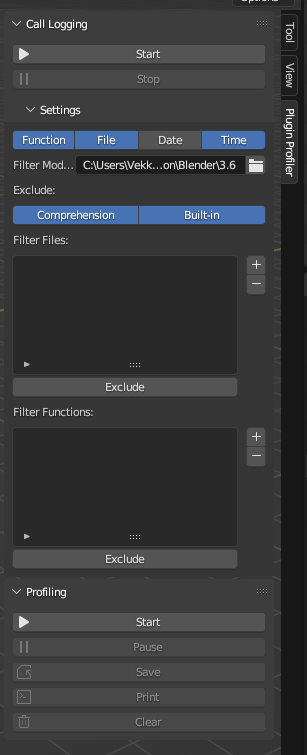 Options
Call Logging
Start
Stop
Settings
Function File Date Time
Filter Mod... C:\Users\Vekk...on\Blender\3.6
Exclude:
Comprehension Built-in
Filter Files:
Exclude
Filter Functions:
Exclude
Profiling
Start
Pause
Save
Print
Clear
Tool
View
Plugin Profiler